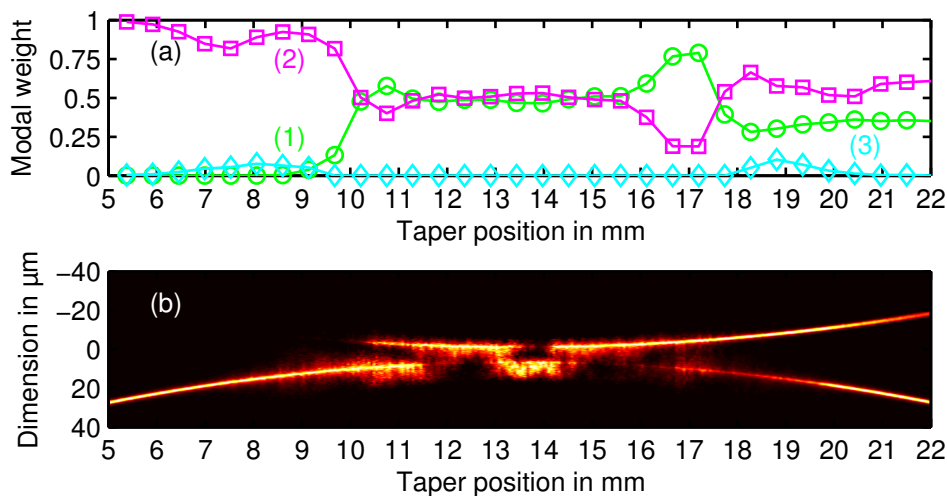 1
0.75
0.5
0.25
0
Modal weight
(a)
(2)
(1)
(3)
5 6 7 8 9 10 11 12 13 14 15 16 17 18 19 20 21 22
Taper position in mm
−40
−20
0
20
40
Dimension in µm
(b)
5 6 7 8 9 10 11 12 13 14 15 16 17 18 19 20 21 22
Taper position in mm